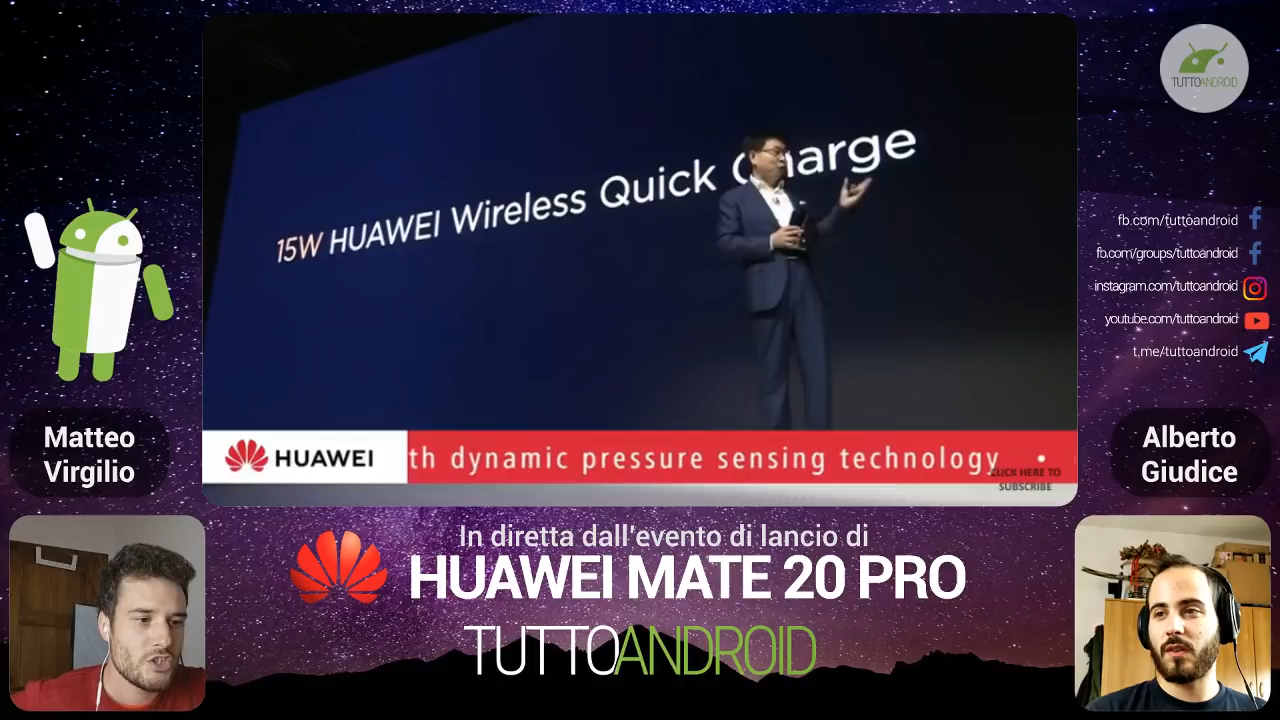 TUTTOANDROID
15W HUAWEI Wireless Quick Charge
fb.com/tuttoandroid
fb.com/groups/tuttoandroid
instagram.com/tuttoandroid
youtube.com/tuttoandroid
t.me/tuttoandroid
Matteo
Virgilio
Alberto
Giudice
HUAWEI
th dynamic pressure sensing technology •
CLICK HERE TO
SUBSCRIBE
In diretta dall'evento di lancio di
HUAWEI MATE 20 PRO
TUTTOANDROID